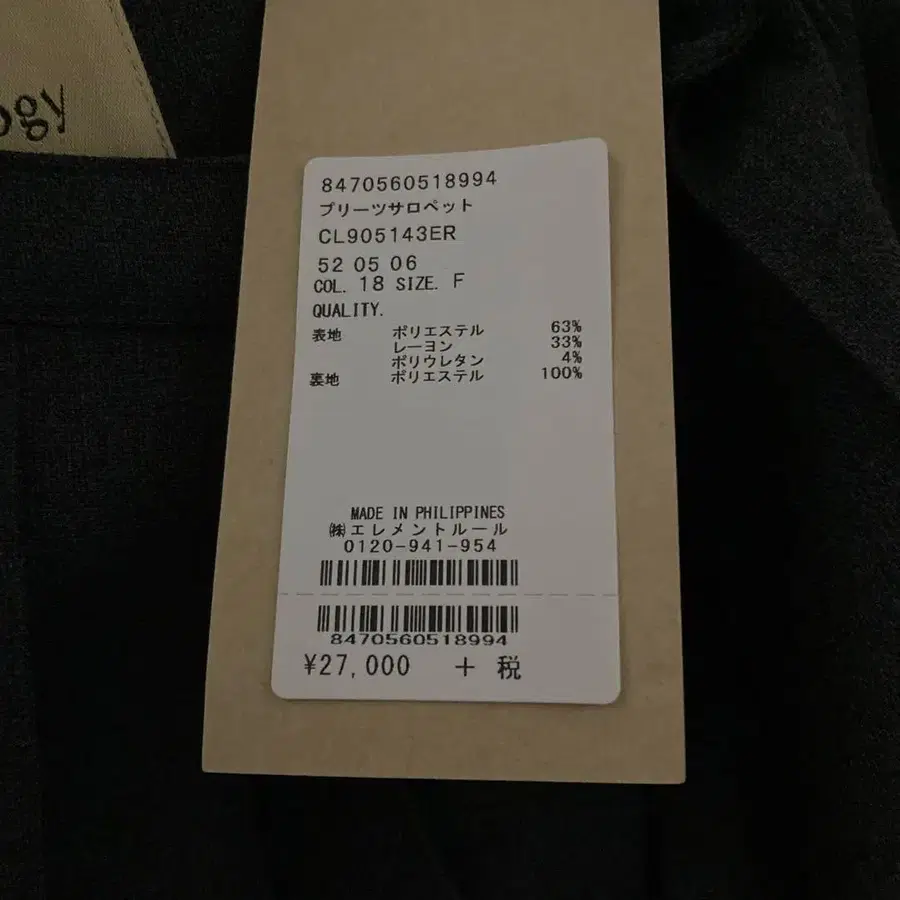 ogy
8470560518994
プリーツサロペット
CL905143ER
52 05 06
COL. 18 SIZE. F
QUALITY.
表地 ポリエステル 63%
レーヨン 33%
ポリウレタン 4%
裏地 ポリエステル 100%
MADE IN PHILIPPINES
㈱エレメントルール
0120-941-954
8470560518994
¥27,000 + 税